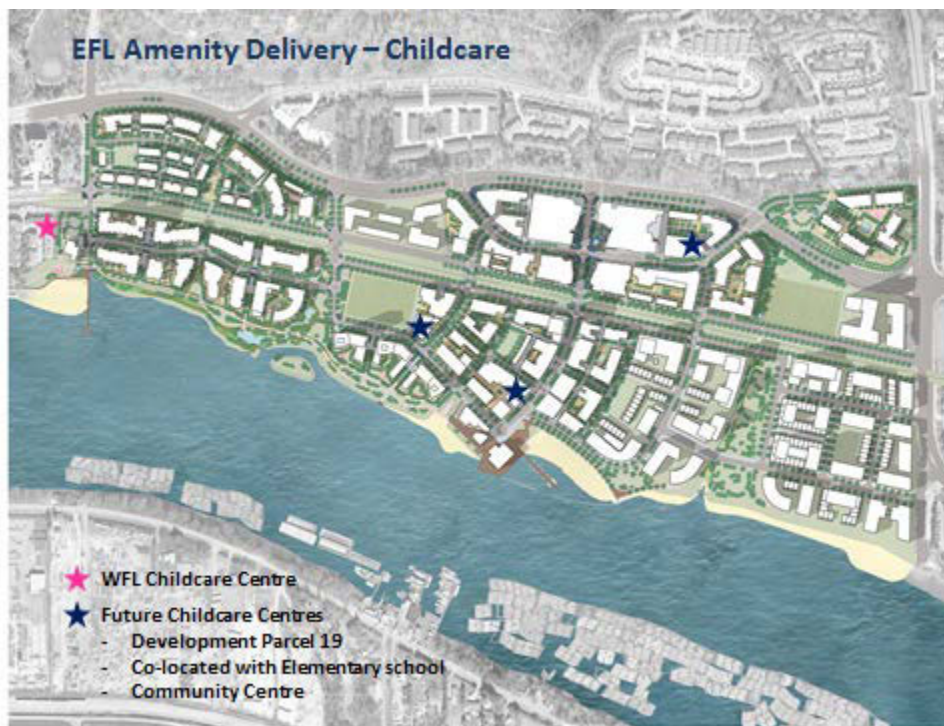 EFL Amenity Delivery – Childcare
WFL Childcare Centre
Future Childcare Centres
- Development Parcel 19
- Co-located with Elementary school
- Community Centre